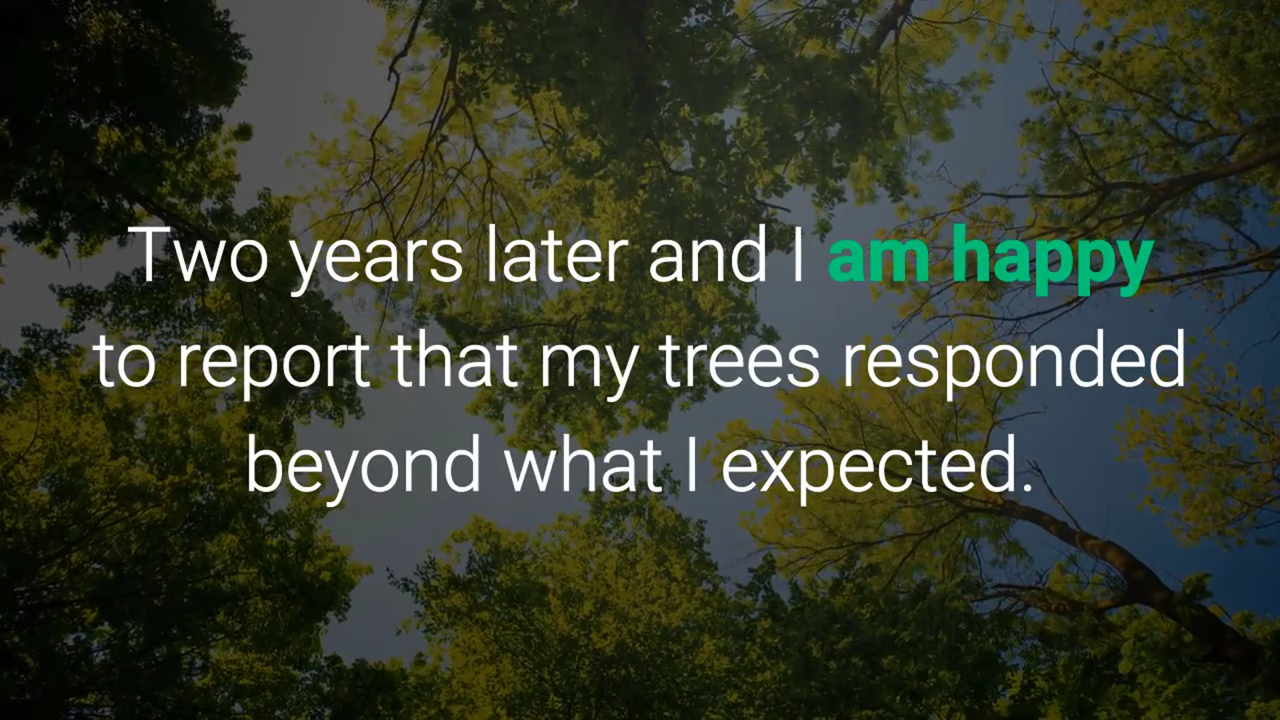 Two years later and I am happy
to report that my trees responded
beyond what I expected.